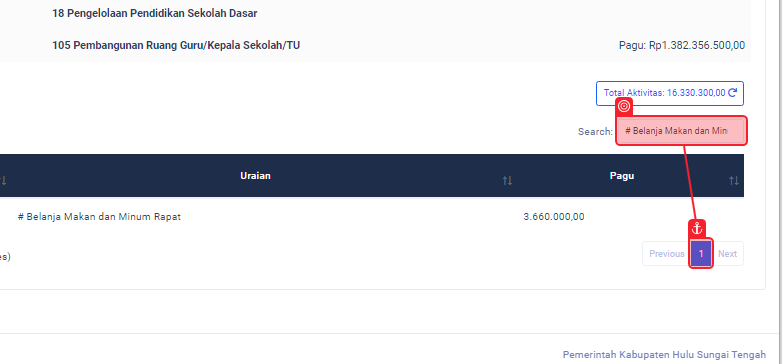 18 Pengelolaan Pendidikan Sekolah Dasar
105 Pembangunan Ruang Guru/Kepala Sekolah/TU Pagu: Rp1.382.356.500,00
Total Aktivitas: 16.330.300,00
Search: # Belanja Makan dan Min
Uraian Pagu
# Belanja Makan dan Minum Rapat 3.660.000,00
es) Previous 1 Next
Pemerintah Kabupaten Hulu Sungai Tengah